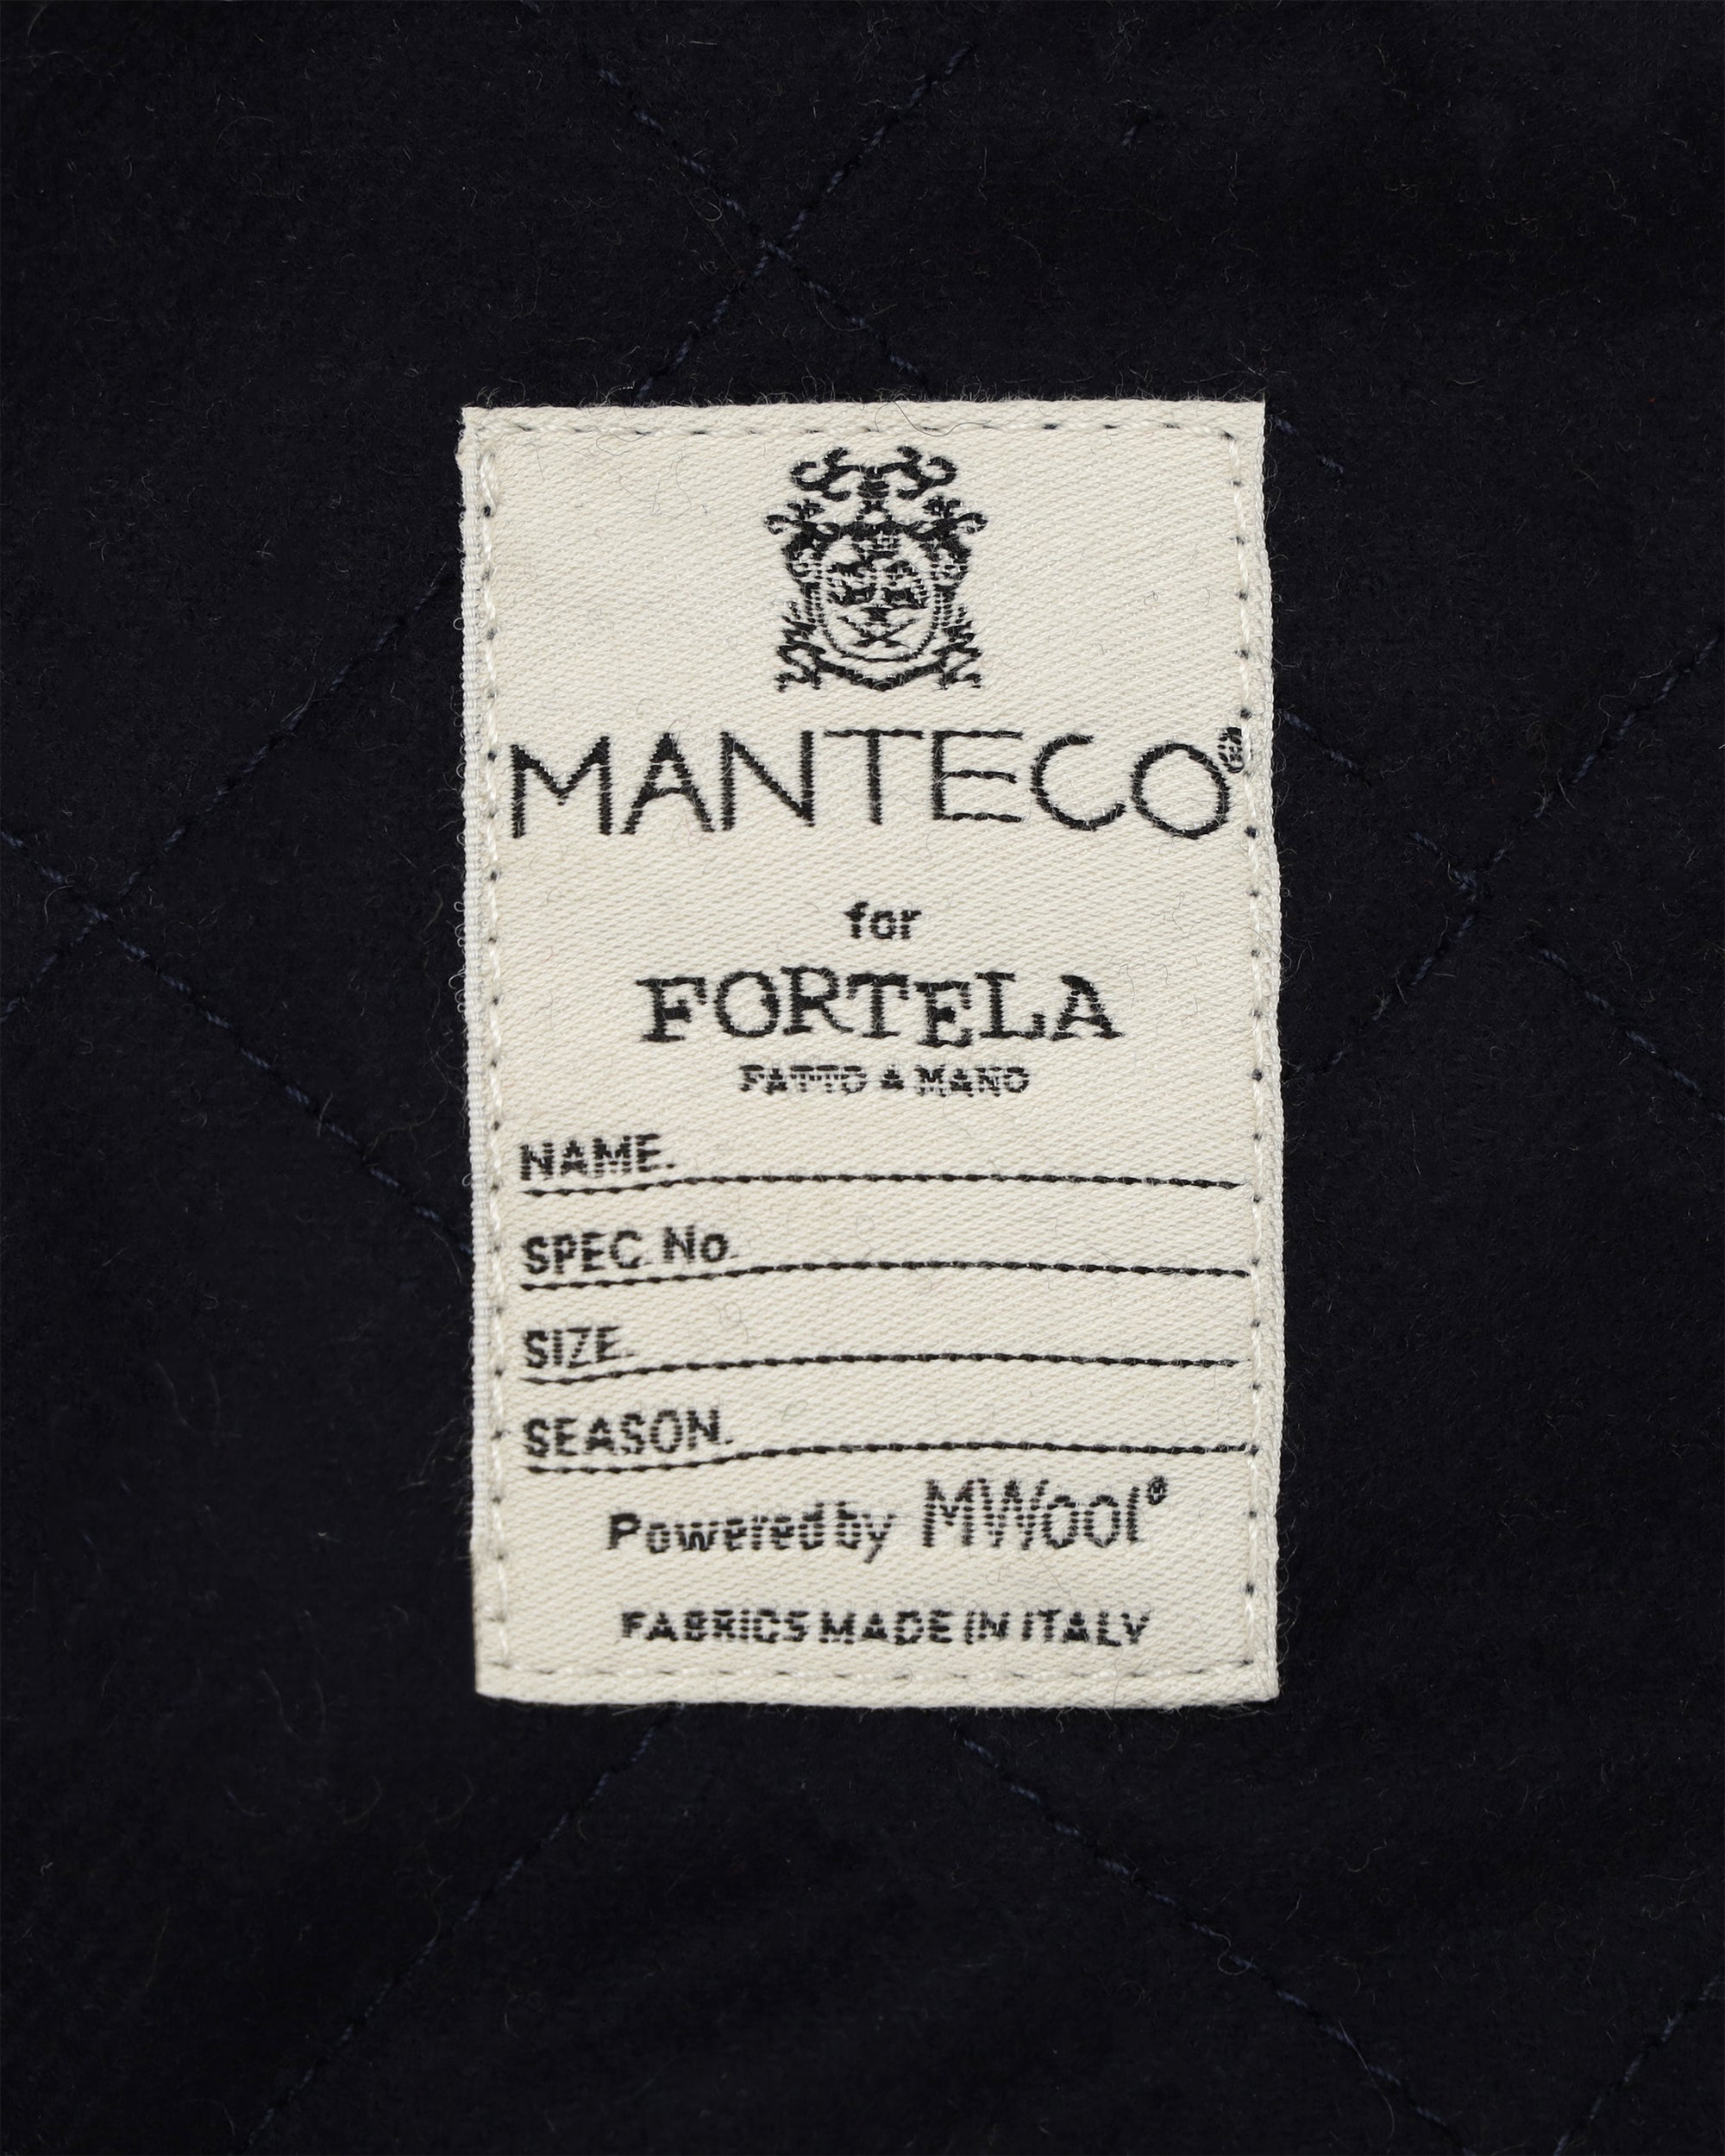 MANTECO®
for
FORTELA
FATTO A MANO
NAME.
SPEC. No.
SIZE.
SEASON.
Powered by MWool®
FABRICS MADE IN ITALY